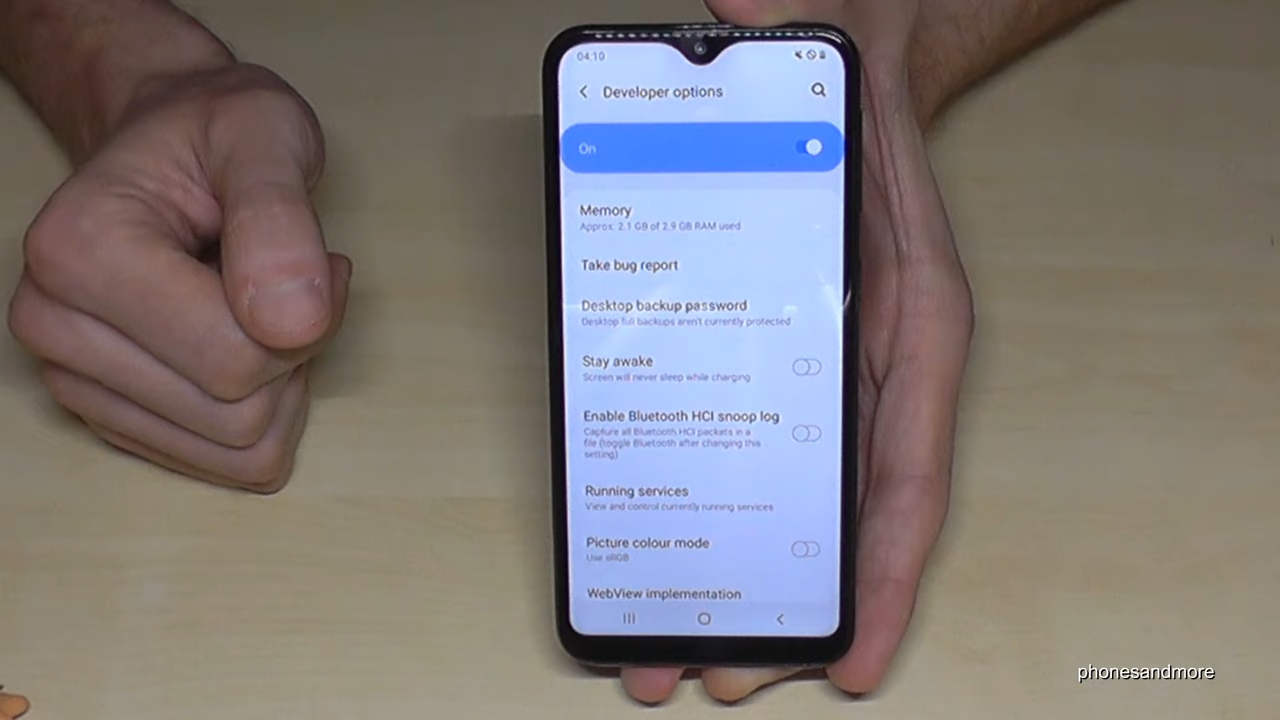 04:10
Developer options
On
Memory
Approx. 2.1 GB of 2.9 GB RAM used
Take bug report
Desktop backup password
Desktop full backups aren't currently protected
Stay awake
Screen will never sleep while charging
Enable Bluetooth HCI snoop log
Capture all Bluetooth HCI packets in a
file (toggle Bluetooth after changing this
setting)
Running services
View and control currently running services
Picture colour mode
Use sRGB
WebView implementation
phonesandmore